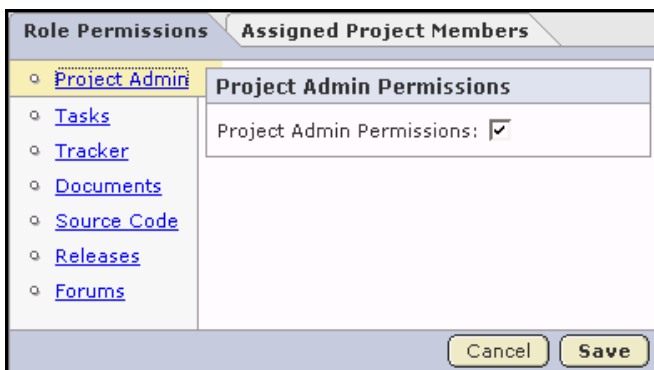 Role Permissions
Assigned Project Members
Project Admin
Tasks
Tracker
Documents
Source Code
Releases
Forums
Project Admin Permissions
Project Admin Permissions:
Cancel
Save